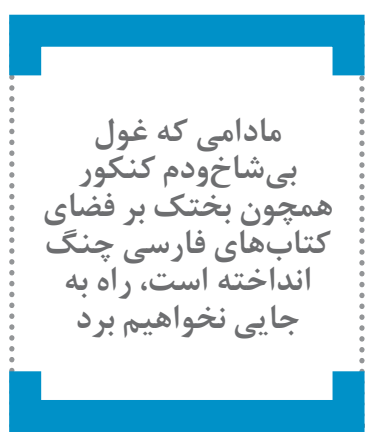 مادامی که غول
بی‌شاخ‌ودم کنکور
همچون بختک بر فضای
کتاب‌های فارسی چنگ
انداخته است، راه به
جایی نخواهیم برد